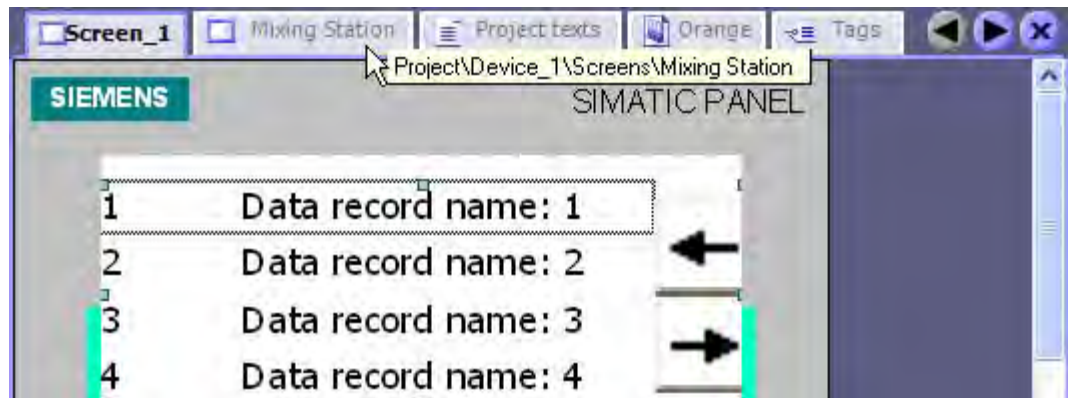 Screen_1 Mixing Station Project texts Orange Tags
Project\Device_1\Screens\Mixing Station
SIEMENS SIMATIC PANEL
1 Data record name: 1
2 Data record name: 2
3 Data record name: 3
4 Data record name: 4